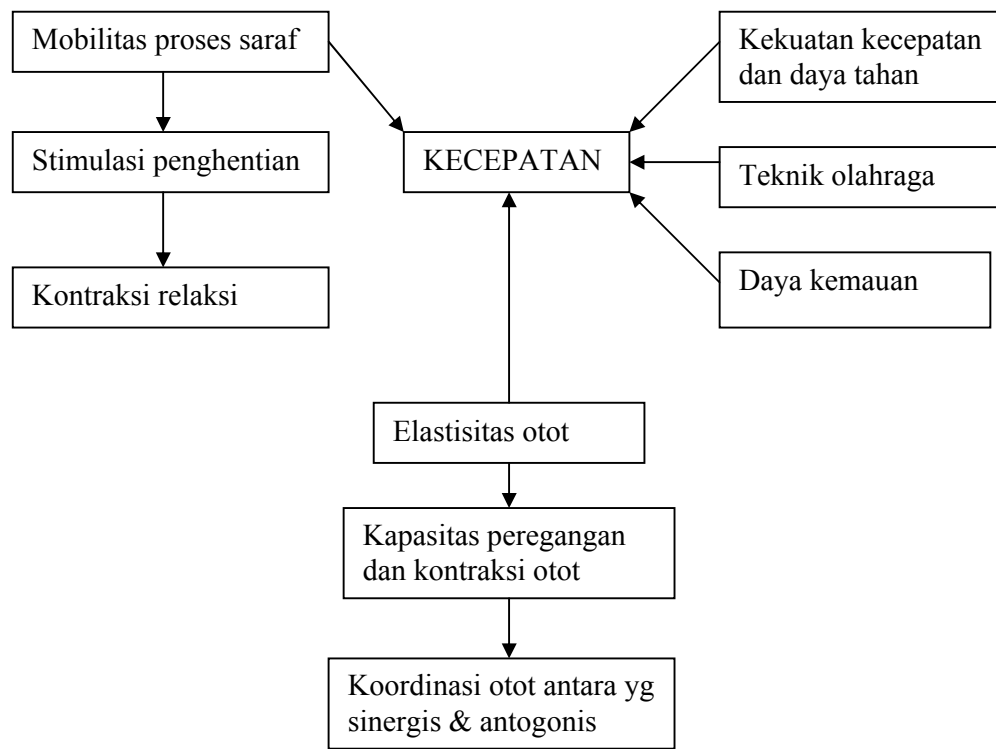 Mobilitas proses saraf
Stimulasi penghentian
Kontraksi relaksi
KECEPATAN
Kekuatan kecepatan
dan daya tahan
Teknik olahraga
Daya kemauan
Elastisitas otot
Kapasitas peregangan
dan kontraksi otot
Koordinasi otot antara yg
sinergis & antogonis